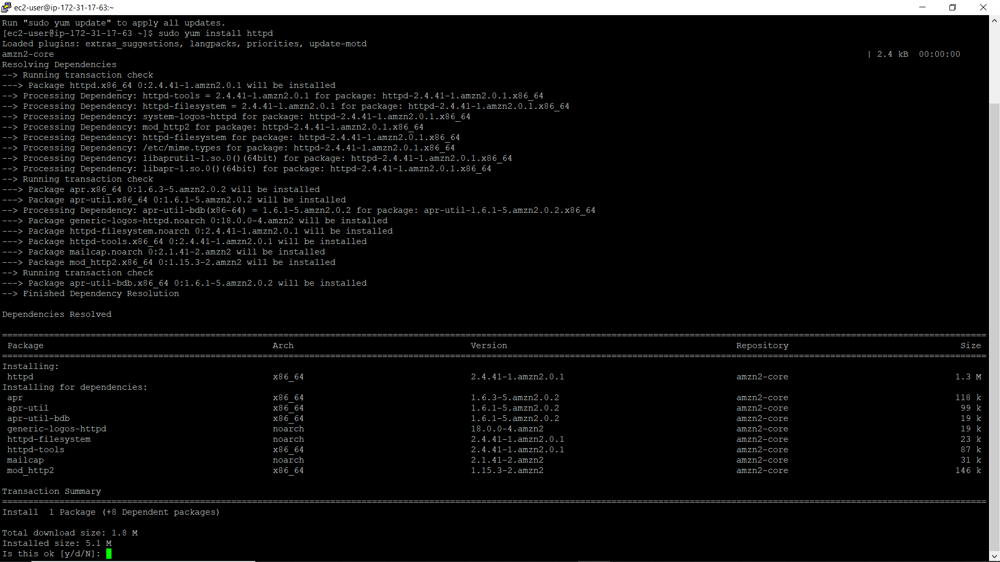 ec2-user@ip-172-31-17-63:~
Run "sudo yum update" to apply all updates.
[ec2-user@ip-172-31-17-63 ~]$ sudo yum install httpd
Loaded plugins: extras_suggestions, langpacks, priorities, update-motd
amzn2-core | 2.4 kB 00:00:00
Resolving Dependencies
--> Running transaction check
---> Package httpd.x86_64 0:2.4.41-1.amzn2.0.1 will be installed
--> Processing Dependency: httpd-tools = 2.4.41-1.amzn2.0.1 for package: httpd-2.4.41-1.amzn2.0.1.x86_64
--> Processing Dependency: httpd-filesystem = 2.4.41-1.amzn2.0.1 for package: httpd-2.4.41-1.amzn2.0.1.x86_64
--> Processing Dependency: system-logos-httpd for package: httpd-2.4.41-1.amzn2.0.1.x86_64
--> Processing Dependency: mod_http2 for package: httpd-2.4.41-1.amzn2.0.1.x86_64
--> Processing Dependency: httpd-filesystem for package: httpd-2.4.41-1.amzn2.0.1.x86_64
--> Processing Dependency: /etc/mime.types for package: httpd-2.4.41-1.amzn2.0.1.x86_64
--> Processing Dependency: libaprutil-1.so.0()(64bit) for package: httpd-2.4.41-1.amzn2.0.1.x86_64
--> Processing Dependency: libapr-1.so.0()(64bit) for package: httpd-2.4.41-1.amzn2.0.1.x86_64
--> Running transaction check
---> Package apr.x86_64 0:1.6.3-5.amzn2.0.2 will be installed
---> Package apr-util.x86_64 0:1.6.1-5.amzn2.0.2 will be installed
--> Processing Dependency: apr-util-bdb(x86-64) = 1.6.1-5.amzn2.0.2 for package: apr-util-1.6.1-5.amzn2.0.2.x86_64
---> Package generic-logos-httpd.noarch 0:18.0.0-4.amzn2 will be installed
---> Package httpd-filesystem.noarch 0:2.4.41-1.amzn2.0.1 will be installed
---> Package httpd-tools.x86_64 0:2.4.41-1.amzn2.0.1 will be installed
---> Package mailcap.noarch 0:2.1.41-2.amzn2 will be installed
---> Package mod_http2.x86_64 0:1.15.3-2.amzn2 will be installed
--> Running transaction check
---> Package apr-util-bdb.x86_64 0:1.6.1-5.amzn2.0.2 will be installed
--> Finished Dependency Resolution
Dependencies Resolved
Package Arch Version Repository Size
Installing:
httpd x86_64 2.4.41-1.amzn2.0.1 amzn2-core 1.3 M
Installing for dependencies:
apr x86_64 1.6.3-5.amzn2.0.2 amzn2-core 118 k
apr-util x86_64 1.6.1-5.amzn2.0.2 amzn2-core 99 k
apr-util-bdb x86_64 1.6.1-5.amzn2.0.2 amzn2-core 19 k
generic-logos-httpd noarch 18.0.0-4.amzn2 amzn2-core 19 k
httpd-filesystem noarch 2.4.41-1.amzn2.0.1 amzn2-core 23 k
httpd-tools x86_64 2.4.41-1.amzn2.0.1 amzn2-core 87 k
mailcap noarch 2.1.41-2.amzn2 amzn2-core 31 k
mod_http2 x86_64 1.15.3-2.amzn2 amzn2-core 146 k
Transaction Summary
Install 1 Package (+8 Dependent packages)
Total download size: 1.8 M
Installed size: 5.1 M
Is this ok [y/d/N]: